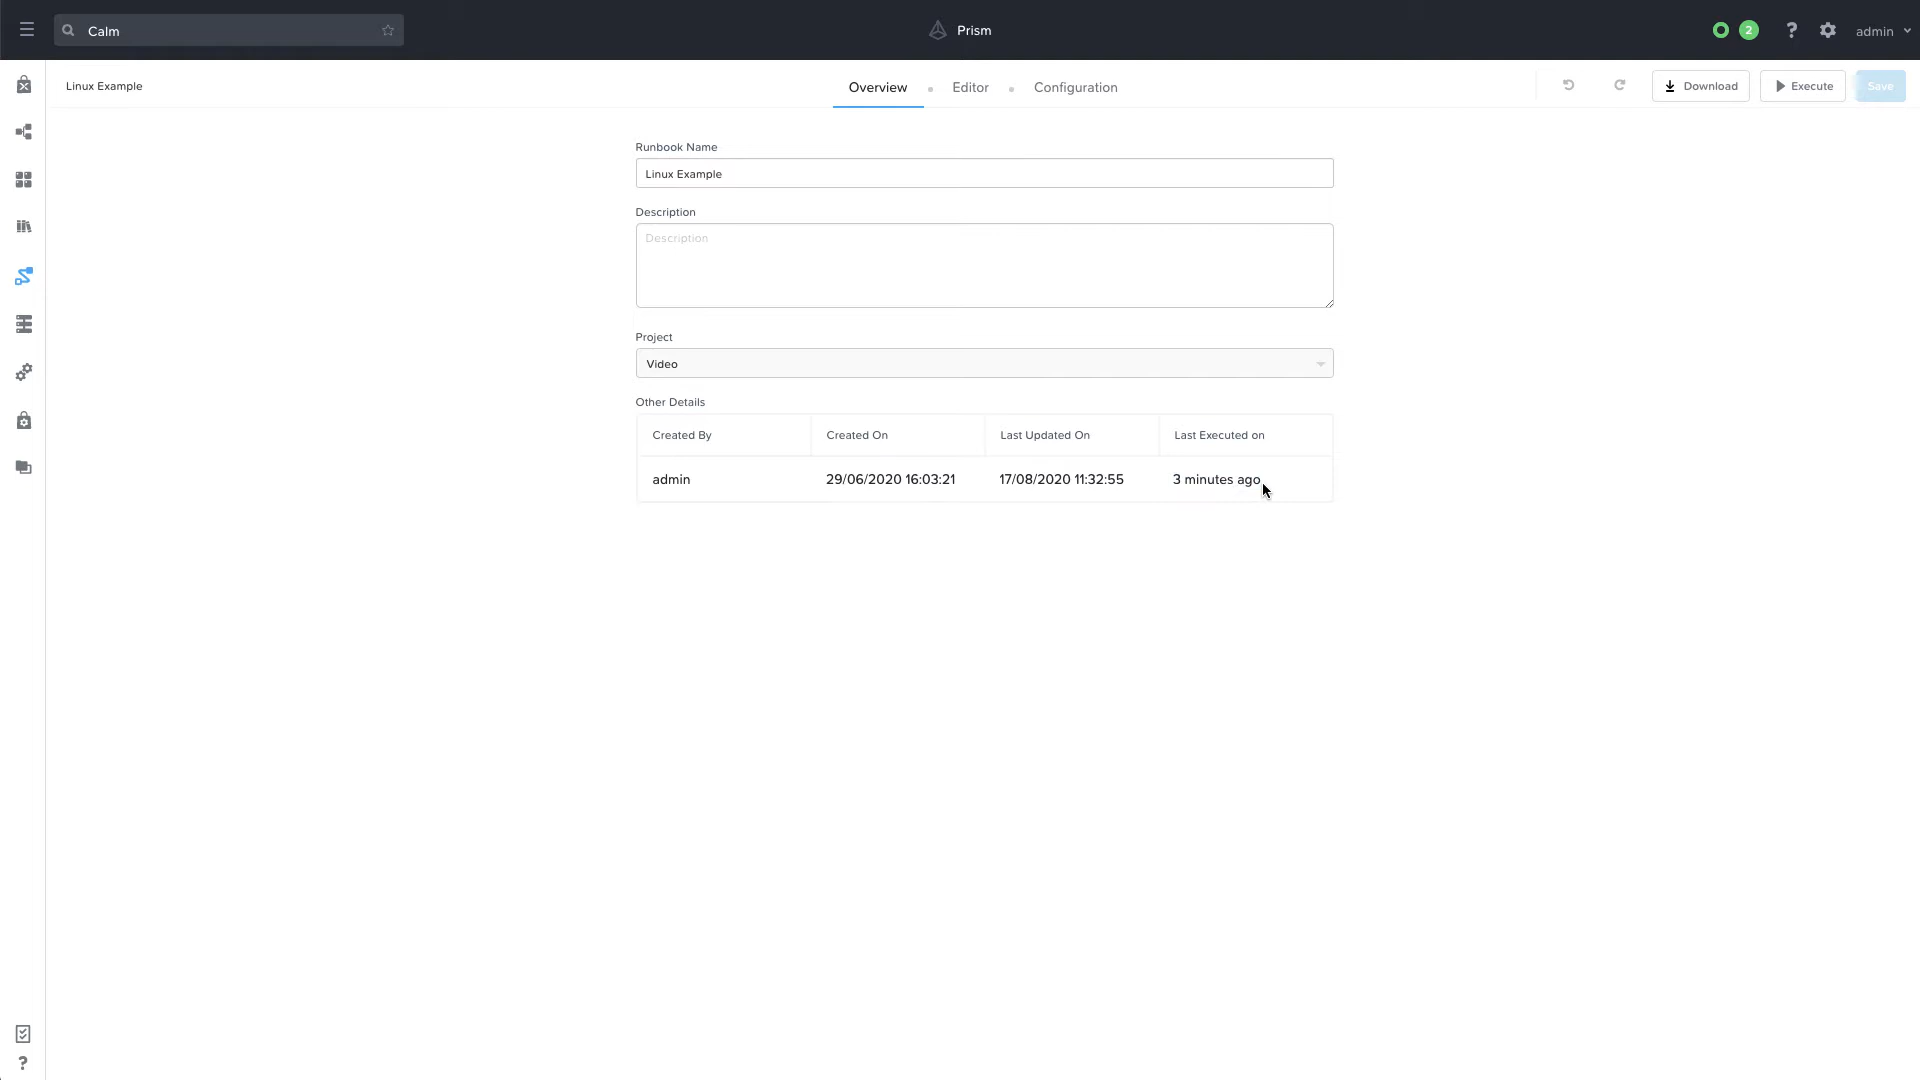 Calm
Prism
2
?
admin
Linux Example
Overview
Editor
Configuration
Download
Execute
Save
Runbook Name
Linux Example
Description
Description
Project
Video
Other Details
Created By Created On Last Updated On Last Executed on
admin 29/06/2020 16:03:21 17/08/2020 11:32:55 3 minutes ago
?